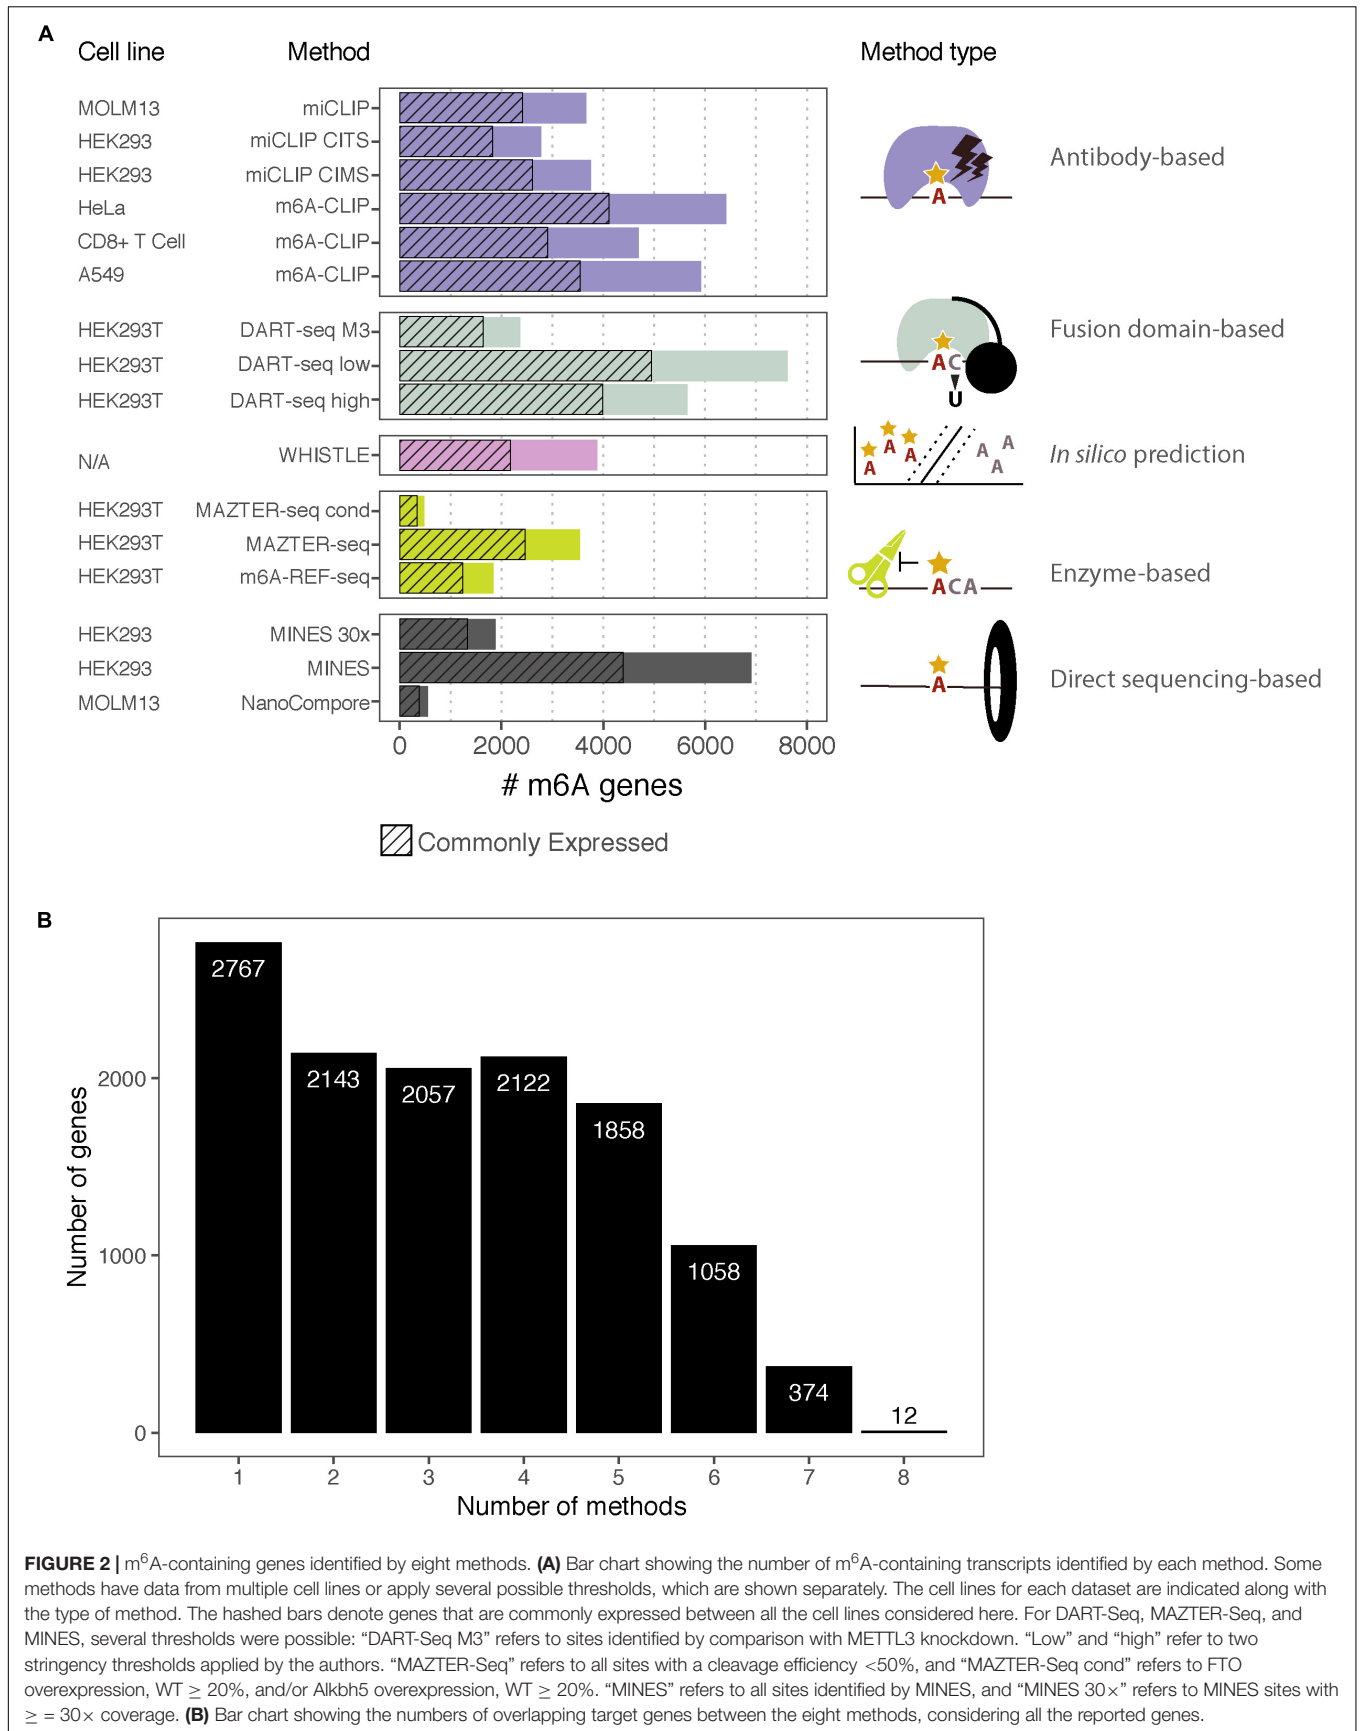 A
Cell line Method Method type
MOLM13 miCLIP
HEK293 miCLIP CITS
HEK293 miCLIP CIMS
HeLa m6A-CLIP
CD8+ T Cell m6A-CLIP
A549 m6A-CLIP
Antibody-based
A
HEK293T DART-seq M3
HEK293T DART-seq low
HEK293T DART-seq high
Fusion domain-based
A C
U
N/A WHISTLE
In silico prediction
A A A A A A
HEK293T MAZTER-seq cond
HEK293T MAZTER-seq
HEK293T m6A-REF-seq
Enzyme-based
A C A
HEK293 MINES 30x
HEK293 MINES
MOLM13 NanoCompore
Direct sequencing-based
A
0 2000 4000 6000 8000
# m6A genes
Commonly Expressed
B
Number of genes
2000
1000
0
2767
2143
2057
2122
1858
1058
374
12
1 2 3 4 5 6 7 8
Number of methods
FIGURE 2 | m⁶A-containing genes identified by eight methods. (A) Bar chart showing the number of m⁶A-containing transcripts identified by each method. Some
methods have data from multiple cell lines or apply several possible thresholds, which are shown separately. The cell lines for each dataset are indicated along with
the type of method. The hashed bars denote genes that are commonly expressed between all the cell lines considered here. For DART-Seq, MAZTER-Seq, and
MINES, several thresholds were possible: “DART-Seq M3” refers to sites identified by comparison with METTL3 knockdown. “Low” and “high” refer to two
stringency thresholds applied by the authors. “MAZTER-Seq” refers to all sites with a cleavage efficiency <50%, and “MAZTER-Seq cond” refers to FTO
overexpression, WT ≥ 20%, and/or Alkbh5 overexpression, WT ≥ 20%. “MINES” refers to all sites identified by MINES, and “MINES 30×” refers to MINES sites with
≥ = 30× coverage. (B) Bar chart showing the numbers of overlapping target genes between the eight methods, considering all the reported genes.